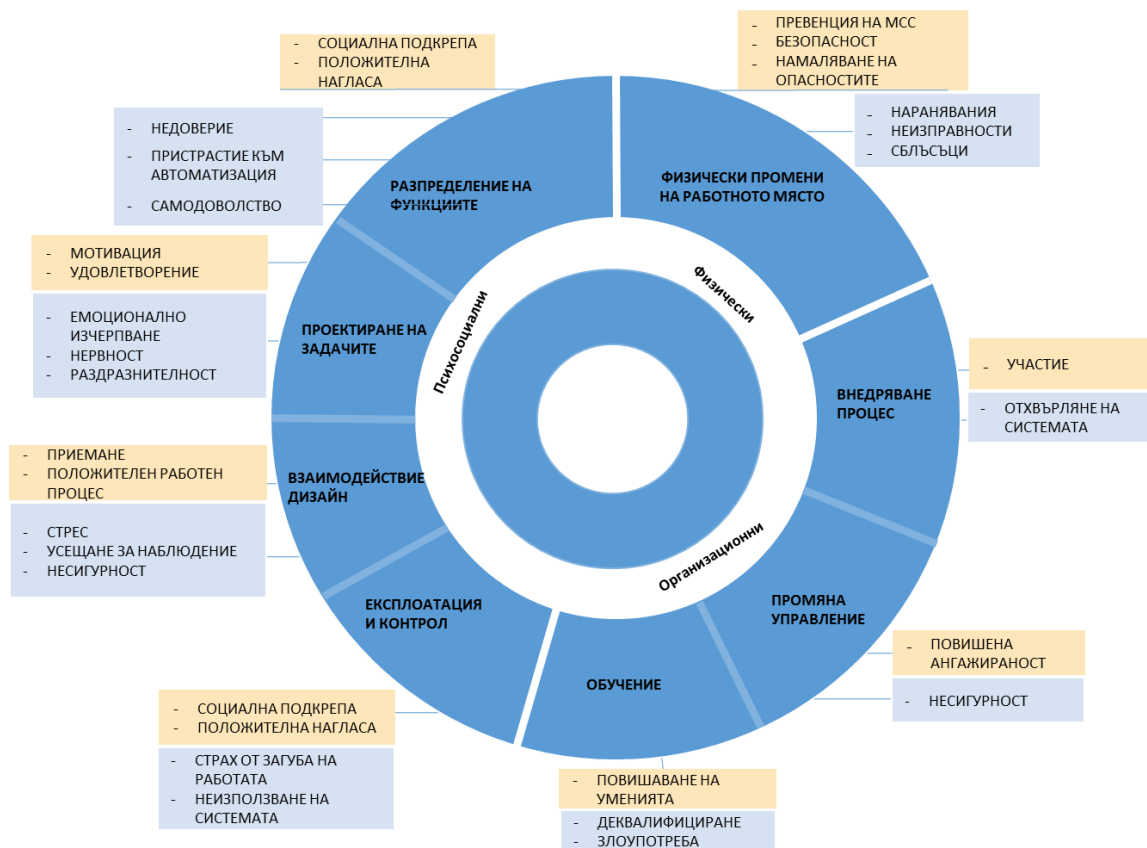 - СОЦИАЛНА ПОДКРЕПА
- ПОЛОЖИТЕЛНА
НАГЛАСА
- ПРЕВЕНЦИЯ НА МСС
- БЕЗОПАСНОСТ
- НАМАЛЯВАНЕ НА
ОПАСНОСТИТЕ
- НАРАНЯВАНИЯ
- НЕИЗПРАВНОСТИ
- СБЛЪСЪЦИ
- НЕДОВЕРИЕ
- ПРИСТРАСТИЕ КЪМ
АВТОМАТИЗАЦИЯ
- САМОДОВОЛСТВО
РАЗПРЕДЕЛЕНИЕ НА
ФУНКЦИИТЕ
ФИЗИЧЕСКИ ПРОМЕНИ
НА РАБОТНОТО МЯСТО
- МОТИВАЦИЯ
- УДОВЛЕТВОРЕНИЕ
- ЕМОЦИОНАЛНО
ИЗЧЕРПВАНЕ
- НЕРВНОСТ
- РАЗДРАЗНИТЕЛНОСТ
ПРОЕКТИРАНЕ НА
ЗАДАЧИТЕ
Психосоциални
Физически
- УЧАСТИЕ
- ОТХВЪРЛЯНЕ НА
СИСТЕМАТА
ВНЕДРЯВАНЕ
ПРОЦЕС
- ПРИЕМАНЕ
- ПОЛОЖИТЕЛЕН РАБОТЕН
ПРОЦЕС
- СТРЕС
- УСЕЩАНЕ ЗА НАБЛЮДЕНИЕ
- НЕСИГУРНОСТ
ВЗАИМОДЕЙСТВИЕ
ДИЗАЙН
Организационни
ЕКСПЛОАТАЦИЯ
И КОНТРОЛ
ПРОМЯНА
УПРАВЛЕНИЕ
- ПОВИШЕНА
АНГАЖИРАНОСТ
- НЕСИГУРНОСТ
ОБУЧЕНИЕ
- СОЦИАЛНА ПОДКРЕПА
- ПОЛОЖИТЕЛНА НАГЛАСА
- СТРАХ ОТ ЗАГУБА НА
РАБОТАТА
- НЕИЗПОЛЗВАНЕ НА
СИСТЕМАТА
- ПОВИШАВАНЕ НА
УМЕНИЯТА
- ДЕКВАЛИФИЦИРАНЕ
- ЗЛОУПОТРЕБА